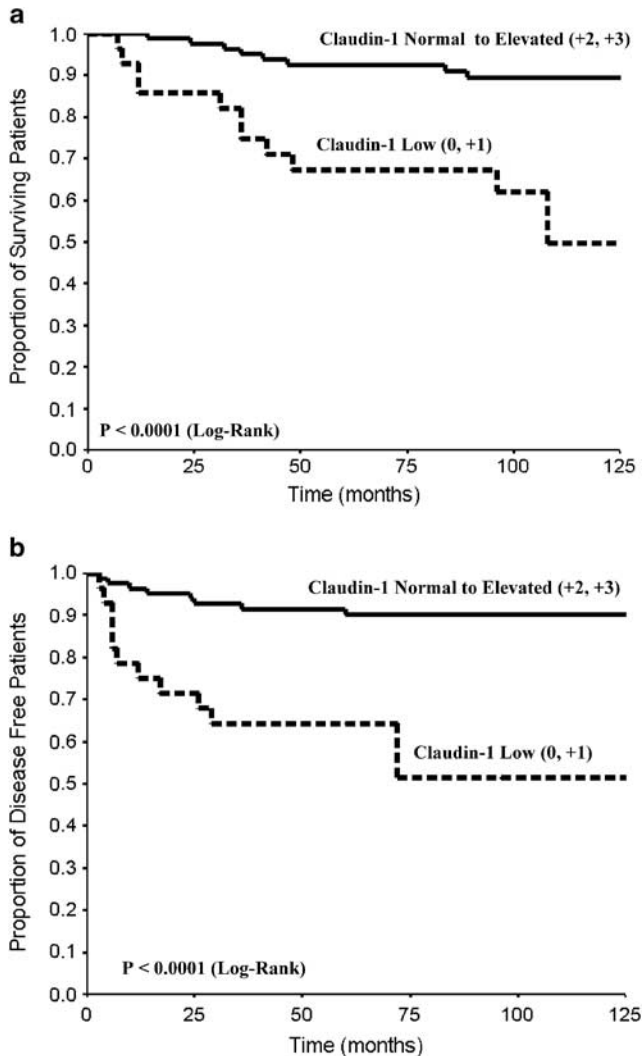 a
Claudin-1 Normal to Elevated (+2, +3)
Claudin-1 Low (0, +1)
P < 0.0001 (Log-Rank)
Proportion of Surviving Patients
1.0
0.9
0.8
0.7
0.6
0.5
0.4
0.3
0.2
0.1
0.0
0 25 50 75 100 125
Time (months)
b
Claudin-1 Normal to Elevated (+2, +3)
Claudin-1 Low (0, +1)
P < 0.0001 (Log-Rank)
Proportion of Disease Free Patients
1.0
0.9
0.8
0.7
0.6
0.5
0.4
0.3
0.2
0.1
0.0
0 25 50 75 100 125
Time (months)